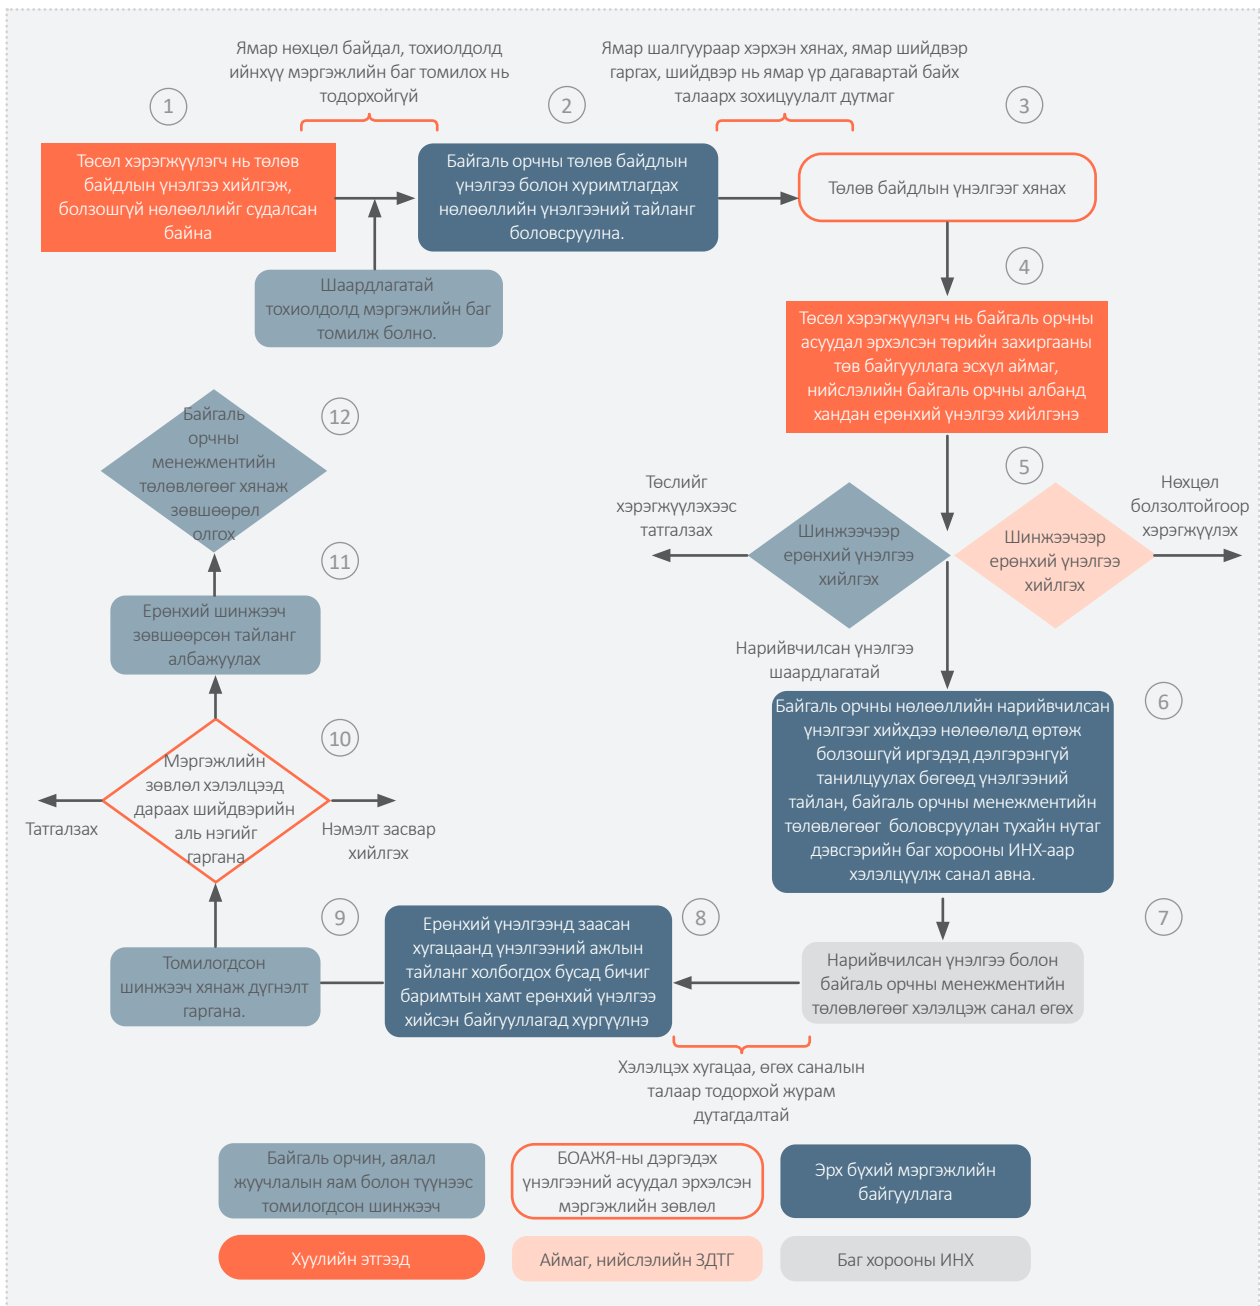 Ямар нөхцөл байдал, тохиолдолд
ийнхүү мэргэжлийн баг томилох нь
тодорхойгүй
Ямар шалгуураар хэрхэн хянах, ямар шийдвэр
гаргах, шийдвэр нь ямар үр дагавартай байх
талаарх зохицуулалт дутмаг
1
2
3
Төсөл хэрэгжүүлэгч нь төлөв
байдлын үнэлгээ хийлгэж,
болзошгүй нөлөөллийг судалсан
байна
Байгаль орчны төлөв байдлын
үнэлгээ болон хуримтлагдах
нөлөөллийн үнэлгээний тайланг
боловсруулна.
Төлөв байдлын үнэлгээг хянах
Шаардлагатай
тохиолдолд мэргэжлийн баг
томилж болно.
4
Төсөл хэрэгжүүлэгч нь байгаль орчны
асуудал эрхэлсэн төрийн захиргааны
төв байгууллага эсхүл аймаг,
нийслэлийн байгаль орчны албанд
хандан ерөнхий үнэлгээ хийлгэнэ
5
Төслийг
хэрэгжүүлэхээс
татгалзах
Шинжээчээр
ерөнхий үнэлгээ
хийлгэх
Шинжээчээр
ерөнхий үнэлгээ
хийлгэх
Нөхцөл
болзолтойгоор
хэрэгжүүлэх
Нарийвчилсан үнэлгээ
шаардлагатай
6
Байгаль орчны нөлөөллийн нарийвчилсан
үнэлгээг хийхдээ нөлөөлөлд өртөж
болзошгүй иргэдэд дэлгэрэнгүй
танилцуулах бөгөөд үнэлгээний
тайлан, байгаль орчны менежментийн
төлөвлөгөөг боловсруулан тухайн нутаг
дэвсгэрийн баг хорооны ИНХ-аар
хэлэлцүүлж санал авна.
7
Нарийвчилсан үнэлгээ болон
байгаль орчны менежментийн
төлөвлөгөөг хэлэлцэж санал өгөх
Хэлэлцэх хугацаа, өгөх саналын
талаар тодорхой журам
дутагдалтай
8
Ерөнхий үнэлгээнд заасан
хугацаанд үнэлгээний ажлын
тайланг холбогдох бусад бичиг
баримтын хамт ерөнхий үнэлгээ
хийсэн байгууллагад хүргүүлнэ
9
Томилогдсон
шинжээч хянаж дүгнэлт
гаргана.
10
Мэргэжлийн
зөвлөл хэлэлцээд
дараах шийдвэрийн
аль нэгийг
гаргана
Татгалзах
Нэмэлт засвар
хийлгэх
11
Ерөнхий шинжээч
зөвшөөрсөн тайланг
албажуулах
12
Байгаль
орчны
менежментийн
төлөвлөгөөг хянаж
зөвшөөрөл
олгох
Байгаль орчин, аялал
жуучлалын яам болон түүнээс
томилогдсон шинжээч
БОАЖЯ-ны дэргэдэх
үнэлгээний асуудал эрхэлсэн
мэргэжлийн зөвлөл
Эрх бүхий мэргэжлийн
байгууллага
Хуулийн этгээд
Аймаг, нийслэлийн ЗДТГ
Баг хорооны ИНХ